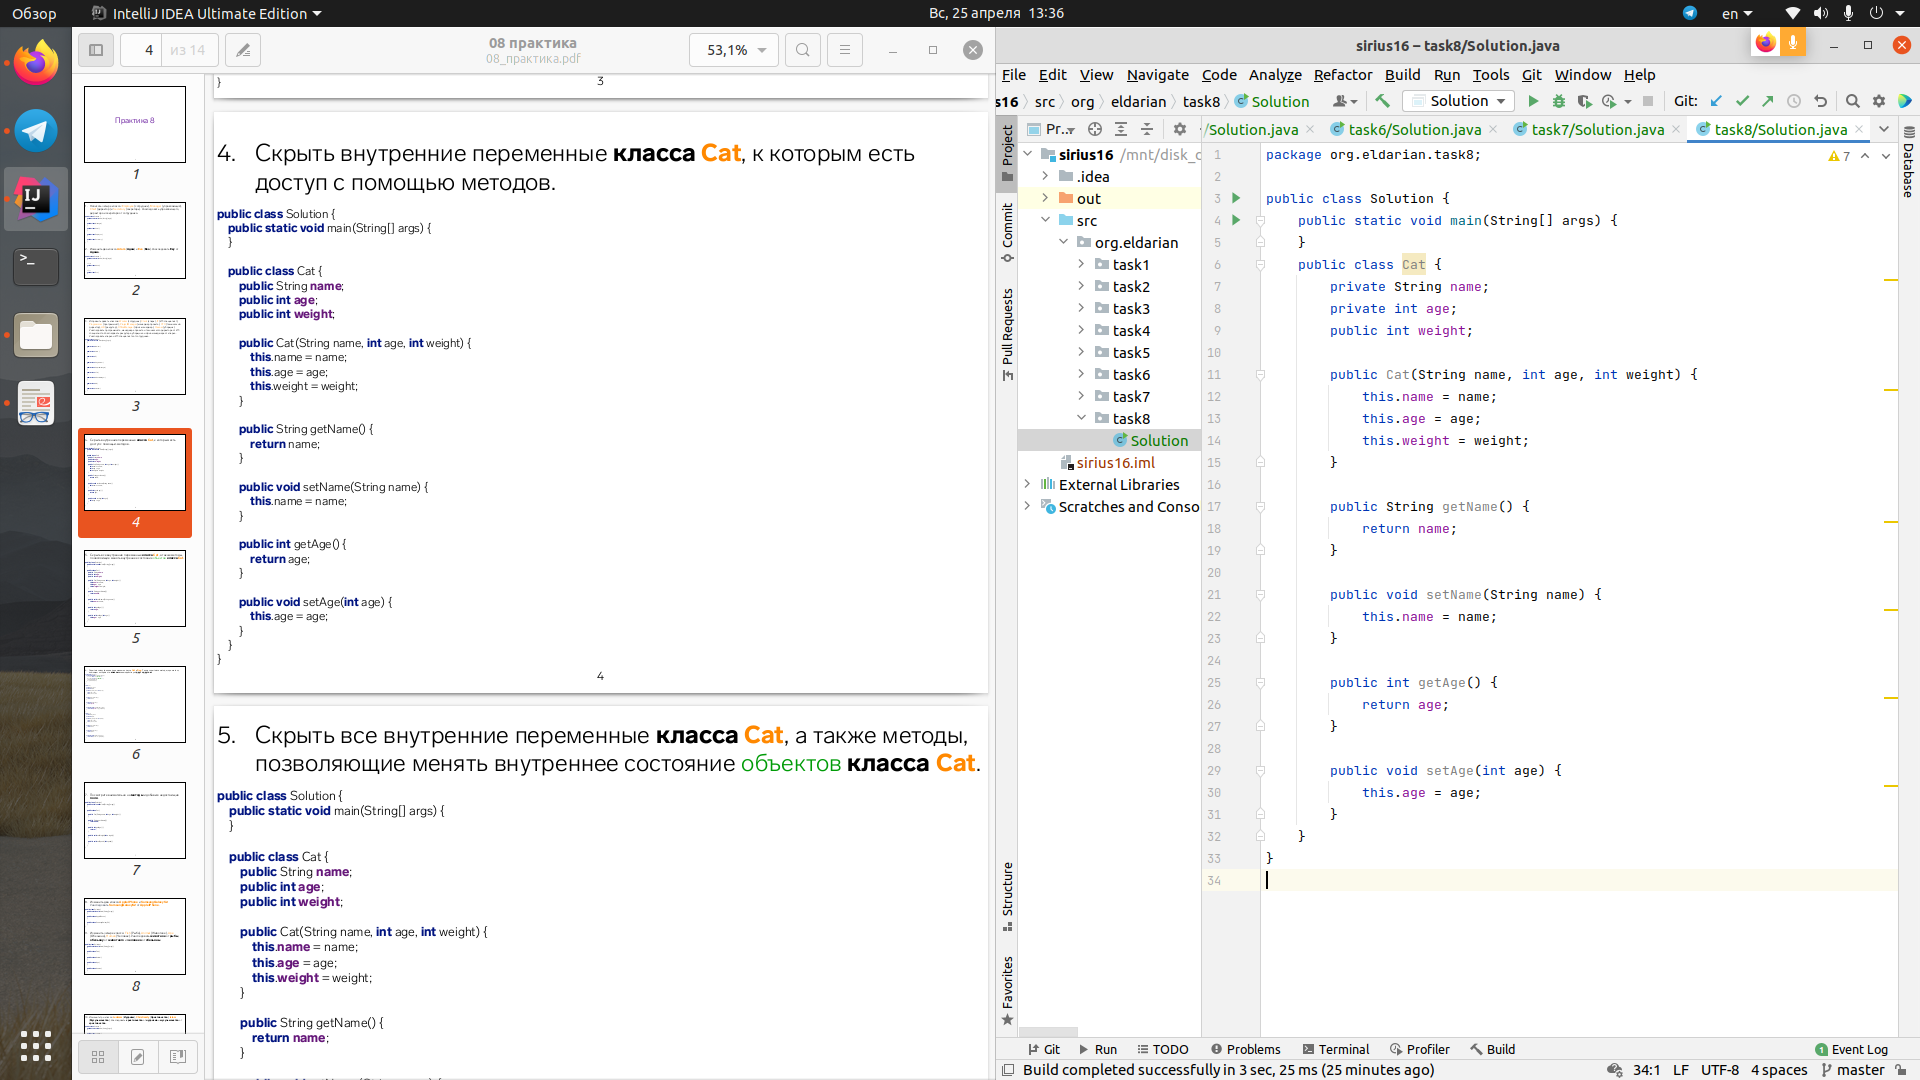 Обзор
IntelliJ IDEA Ultimate Edition
Вс, 25 апреля 13:36
en
4 из 14
08 практика
08_практика.pdf
53,1%
Практика 8
1
2
3
4
5
6
7
8
}
3
4. Скрыть внутренние переменные класса Cat, к которым есть
доступ с помощью методов.
public class Solution {
public static void main(String[] args) {
}
public class Cat {
public String name;
public int age;
public int weight;
public Cat(String name, int age, int weight) {
this.name = name;
this.age = age;
this.weight = weight;
}
public String getName() {
return name;
}
public void setName(String name) {
this.name = name;
}
public int getAge() {
return age;
}
public void setAge(int age) {
this.age = age;
}
}
}
4
5. Скрыть все внутренние переменные класса Cat, а также методы,
позволяющие менять внутреннее состояние объектов класса Cat.
public class Solution {
public static void main(String[] args) {
}
public class Cat {
public String name;
public int age;
public int weight;
public Cat(String name, int age, int weight) {
this.name = name;
this.age = age;
this.weight = weight;
}
public String getName() {
return name;
}
sirius16 – task8/Solution.java
File Edit View Navigate Code Analyze Refactor Build Run Tools Git Window Help
s16 src org eldarian task8 Solution
Solution
Git:
Project
Commit
Pull Requests
Structure
Favorites
Pr...
/Solution.java
task6/Solution.java
task7/Solution.java
task8/Solution.java
Database
sirius16 /mnt/disk_c
.idea
out
src
org.eldarian
task1
task2
task3
task4
task5
task6
task7
task8
Solution
sirius16.iml
External Libraries
Scratches and Conso
7
1 package org.eldarian.task8;
2
3 public class Solution {
4 public static void main(String[] args) {
5 }
6 public class Cat {
7 private String name;
8 private int age;
9 public int weight;
10
11 public Cat(String name, int age, int weight) {
12 this.name = name;
13 this.age = age;
14 this.weight = weight;
15 }
16
17 public String getName() {
18 return name;
19 }
20
21 public void setName(String name) {
22 this.name = name;
23 }
24
25 public int getAge() {
26 return age;
27 }
28
29 public void setAge(int age) {
30 this.age = age;
31 }
32 }
33 }
34
Git Run TODO Problems Terminal Profiler Build
1 Event Log
Build completed successfully in 3 sec, 25 ms (25 minutes ago)
34:1 LF UTF-8 4 spaces master